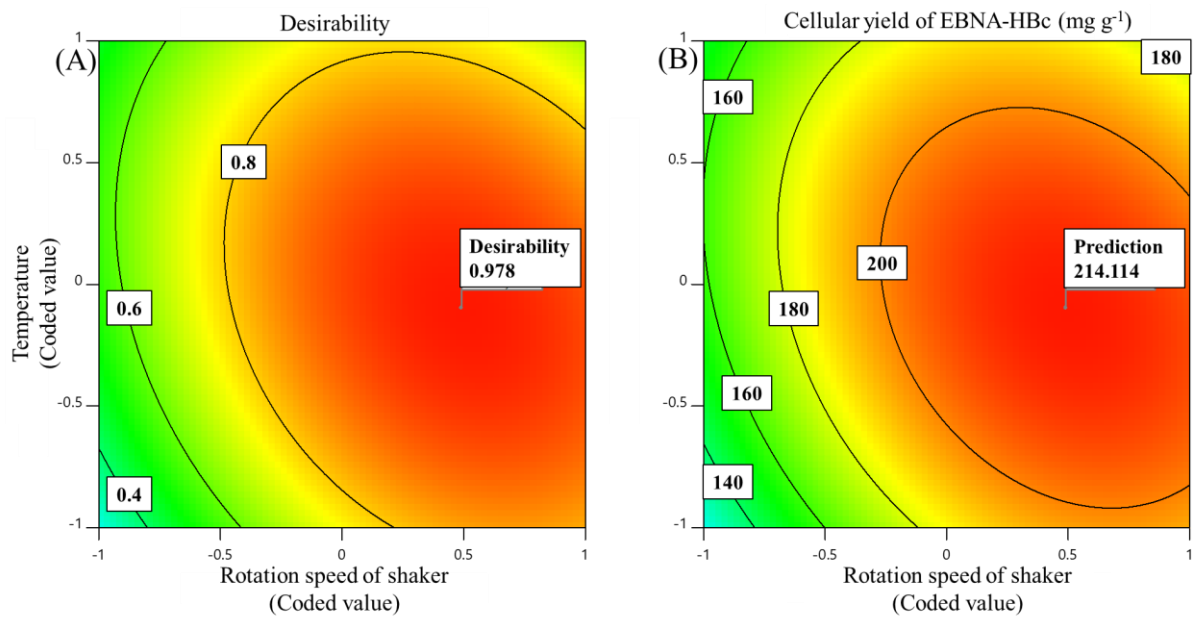 Desirability
(A)
1
0.5
0
-0.5
-1
-1
-0.5
0
0.5
1
0.8
0.6
0.4
Desirability
0.978
Temperature
(Coded value)
Rotation speed of shaker
(Coded value)
Cellular yield of EBNA-HBc (mg g⁻¹)
(B)
1
0.5
0
-0.5
-1
-1
-0.5
0
0.5
1
180
160
200
180
160
140
Prediction
214.114
Rotation speed of shaker
(Coded value)